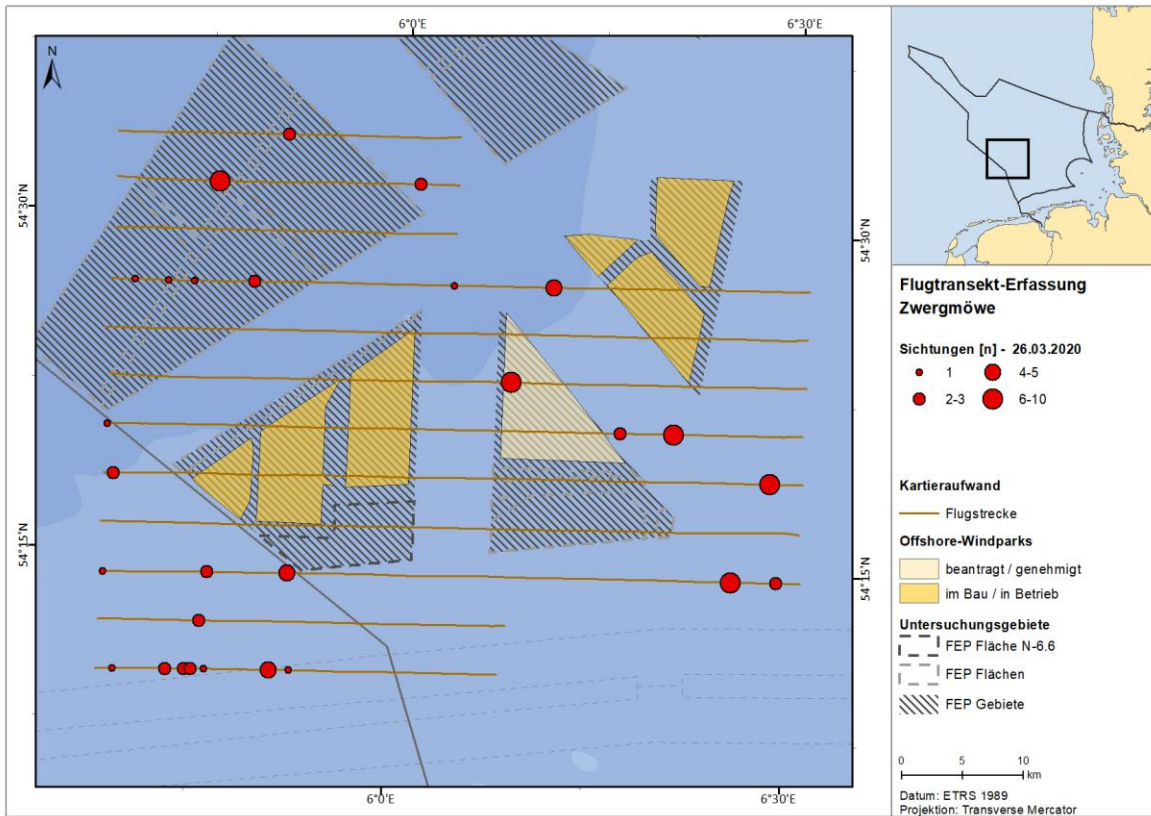 6°0'E
6°30'E
N
54°30'N
54°30'N
54°15'N
54°15'N
6°0'E
6°30'E
Flugtransekt-Erfassung
Zwergmöwe
Sichtungen [n] - 26.03.2020
1
4-5
2-3
6-10
Kartieraufwand
Flugstrecke
Offshore-Windparks
beantragt / genehmigt
im Bau / in Betrieb
Untersuchungsgebiete
FEP Fläche N-6.6
FEP Flächen
FEP Gebiete
0 5 10
km
Datum: ETRS 1989
Projektion: Transverse Mercator